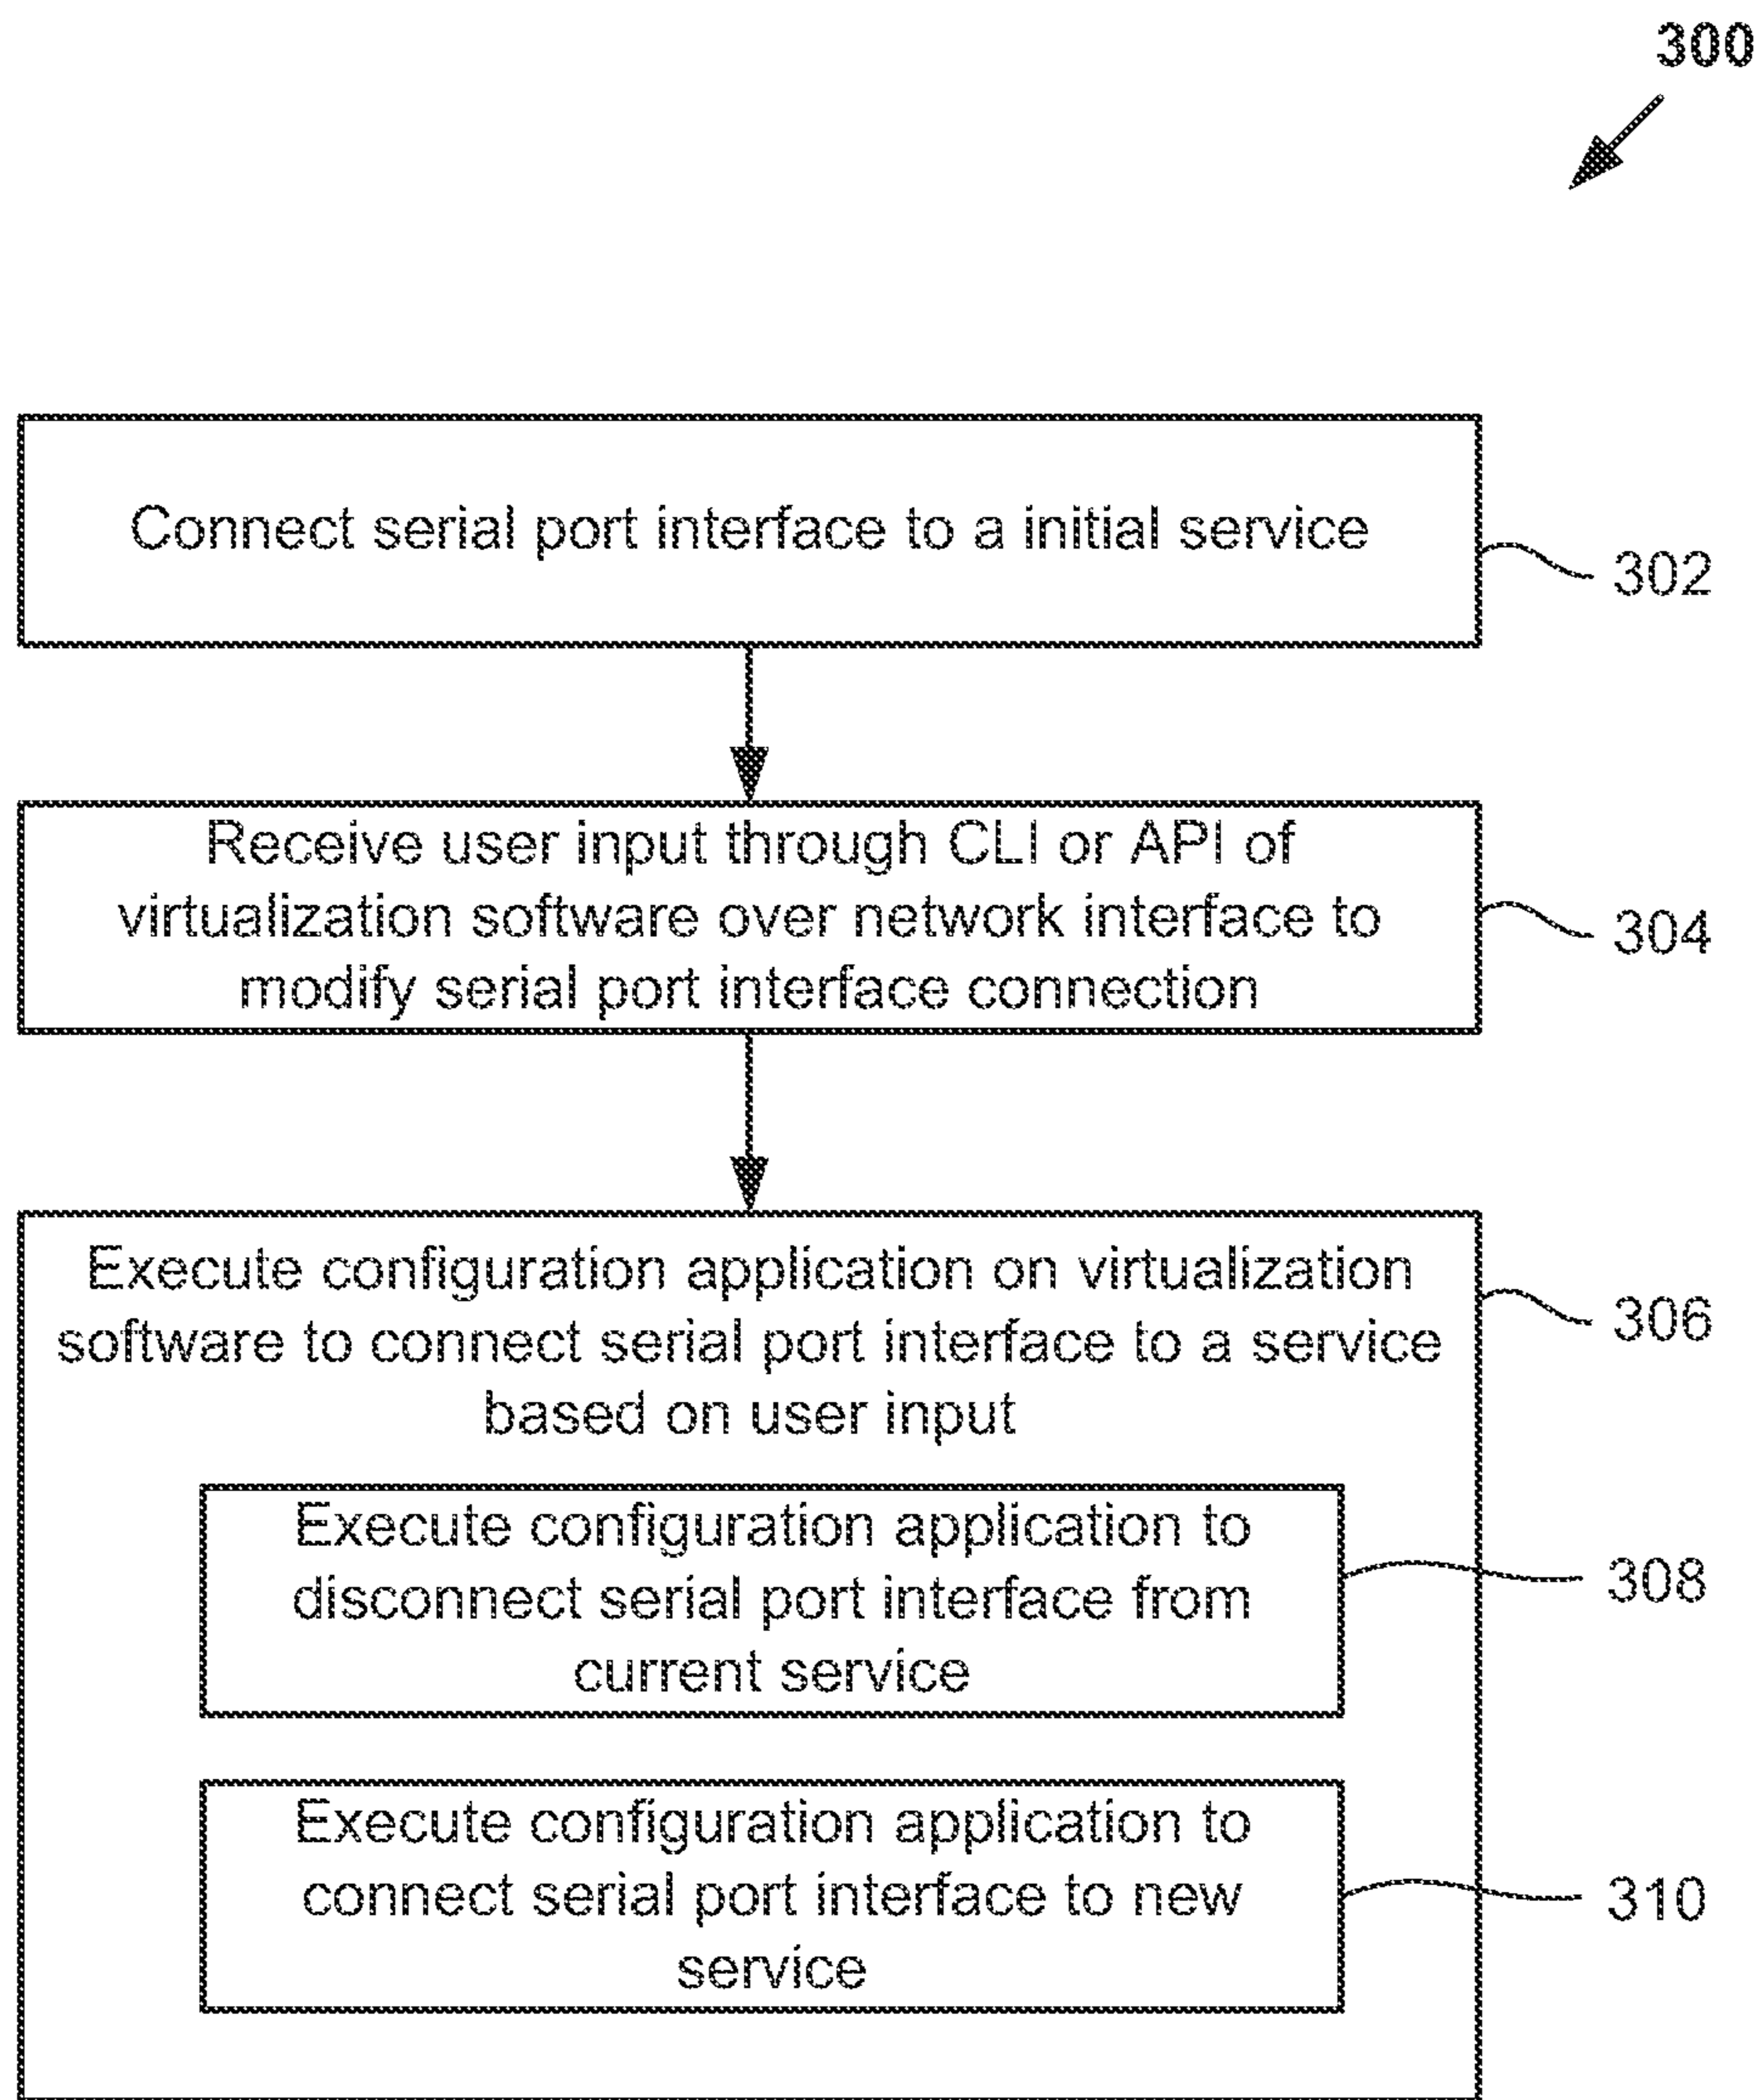 300
Connect serial port interface to a initial service
302
Receive user input through CLI or API of
virtualization software over network interface to
modify serial port interface connection
304
Execute configuration application on virtualization
software to connect serial port interface to a service
based on user input
306
Execute configuration application to
disconnect serial port interface from
current service
308
Execute configuration application to
connect serial port interface to new
service
310